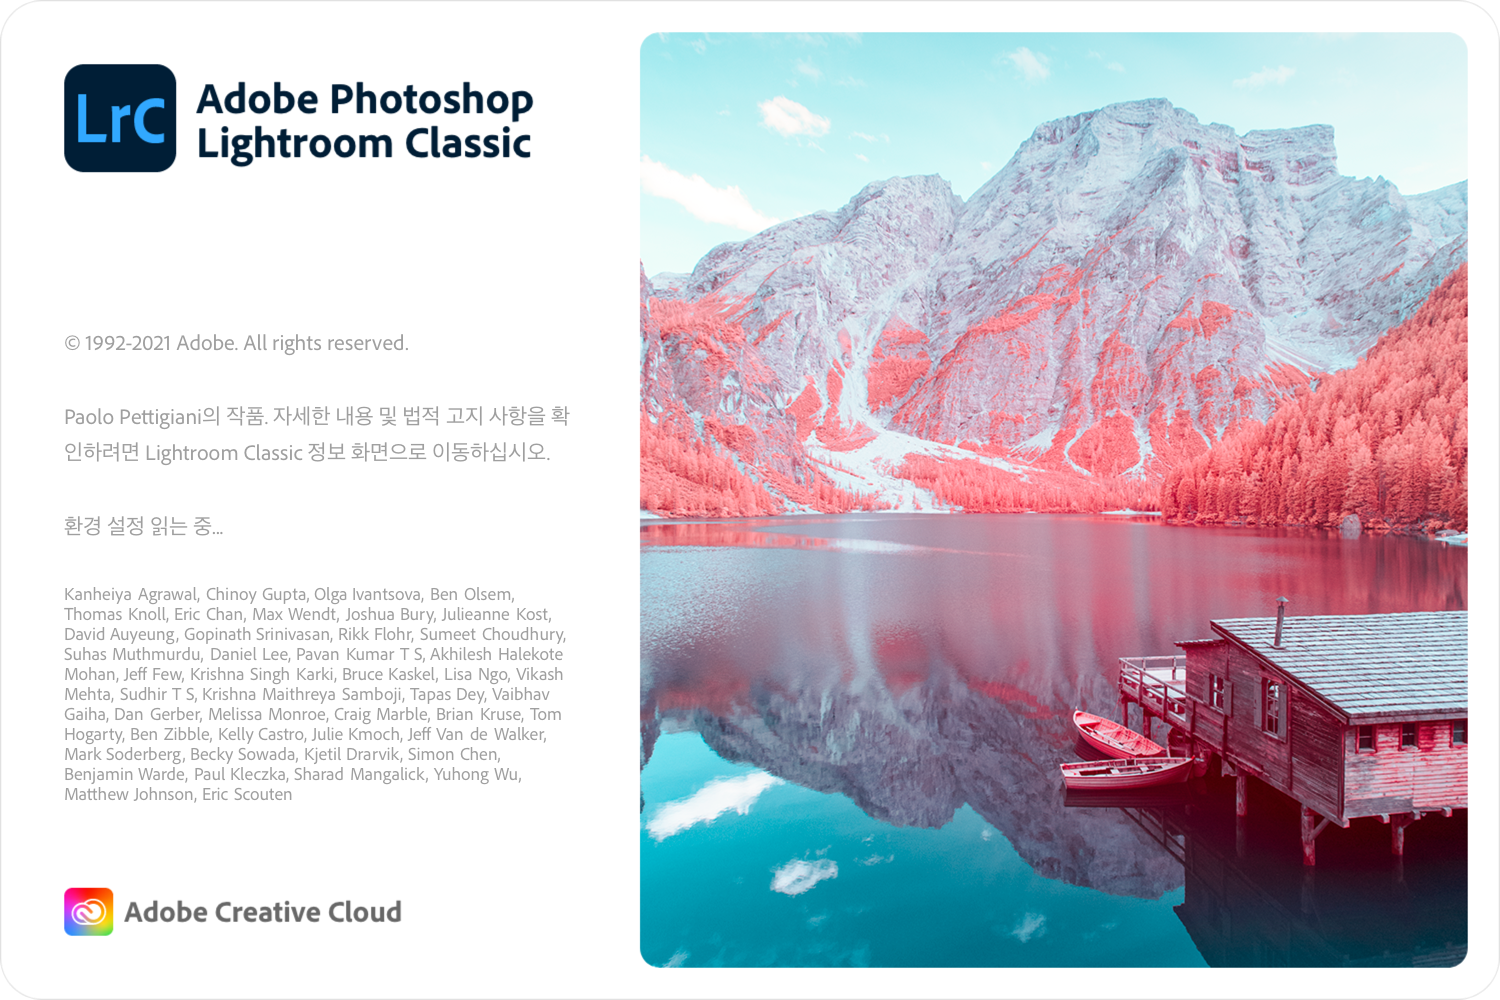 LrC
Adobe Photoshop
Lightroom Classic
© 1992-2021 Adobe. All rights reserved.
Paolo Pettigiani의 작품. 자세한 내용 및 법적 고지 사항을 확
인하려면 Lightroom Classic 정보 화면으로 이동하십시오.
환경 설정 읽는 중...
Kanheiya Agrawal, Chinoy Gupta, Olga Ivantsova, Ben Olsem,
Thomas Knoll, Eric Chan, Max Wendt, Joshua Bury, Julieanne Kost,
David Auyeung, Gopinath Srinivasan, Rikk Flohr, Sumeet Choudhury,
Suhas Muthmurdu, Daniel Lee, Pavan Kumar T S, Akhilesh Halekote
Mohan, Jeff Few, Krishna Singh Karki, Bruce Kaskel, Lisa Ngo, Vikash
Mehta, Sudhir T S, Krishna Maithreya Samboji, Tapas Dey, Vaibhav
Gaiha, Dan Gerber, Melissa Monroe, Craig Marble, Brian Kruse, Tom
Hogarty, Ben Zibble, Kelly Castro, Julie Kmoch, Jeff Van de Walker,
Mark Soderberg, Becky Sowada, Kjetil Drarvik, Simon Chen,
Benjamin Warde, Paul Kleczka, Sharad Mangalick, Yuhong Wu,
Matthew Johnson, Eric Scouten
Adobe Creative Cloud